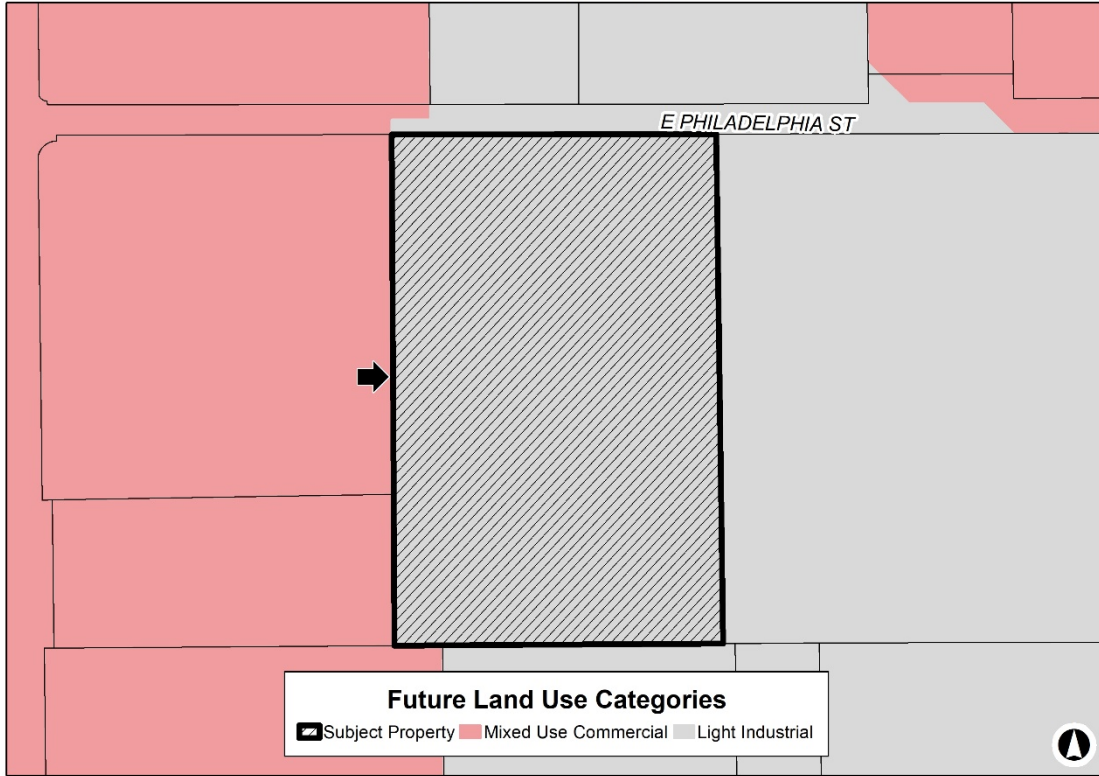 E PHILADELPHIA ST
Future Land Use Categories
Subject Property Mixed Use Commercial Light Industrial